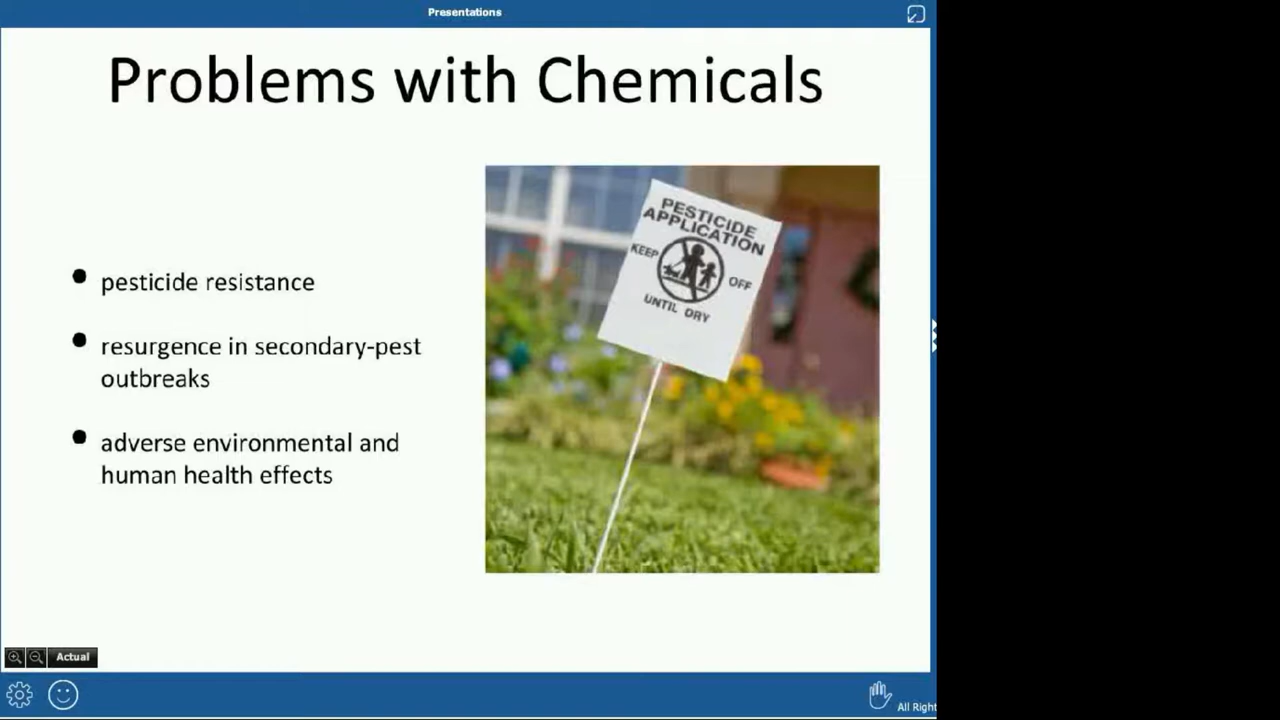 Presentations
Problems with Chemicals
pesticide resistance
resurgence in secondary-pest
outbreaks
adverse environmental and
human health effects
PESTICIDE
APPLICATION
KEEP OFF
UNTIL DRY
Actual
All Right